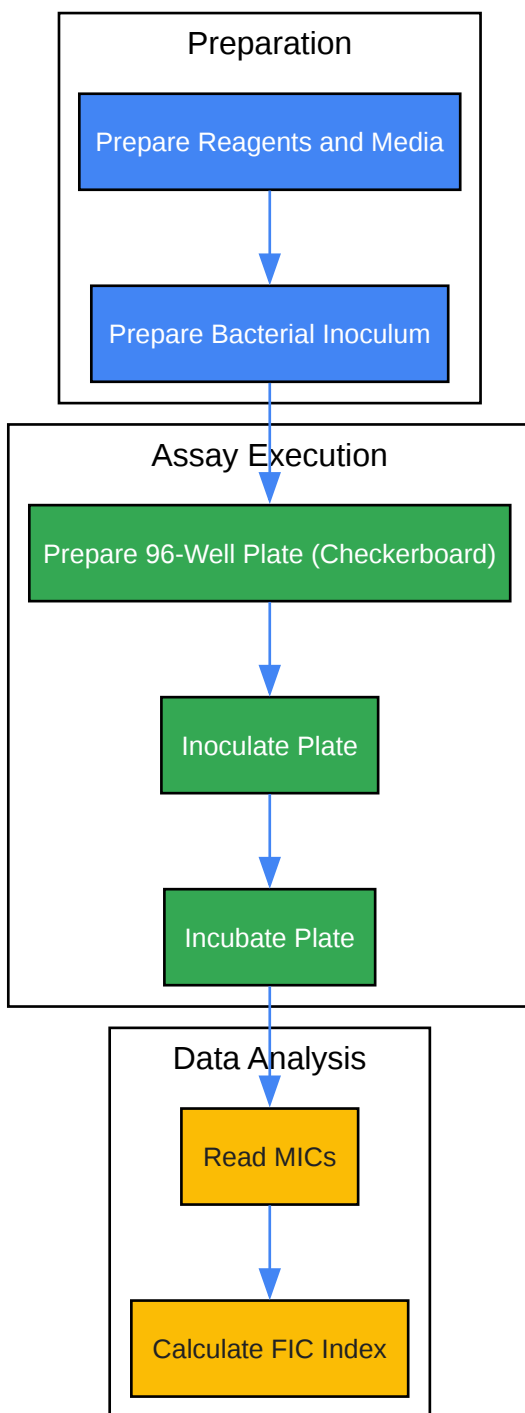 Preparation
Prepare Reagents and Media
Prepare Bacterial Inoculum
Assay Execution
Prepare 96-Well Plate (Checkerboard)
Inoculate Plate
Incubate Plate
Data Analysis
Read MICs
Calculate FIC Index